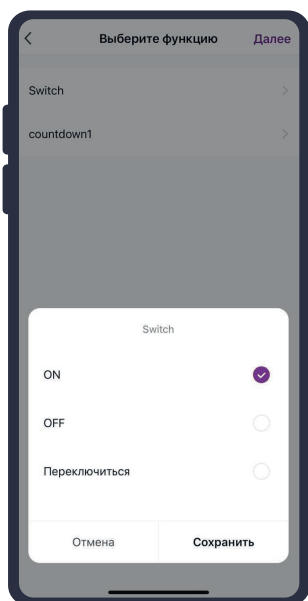 Выберите функцию Далее
Switch
countdown1
Switch
ON
OFF
Переключиться
Отмена Сохранить